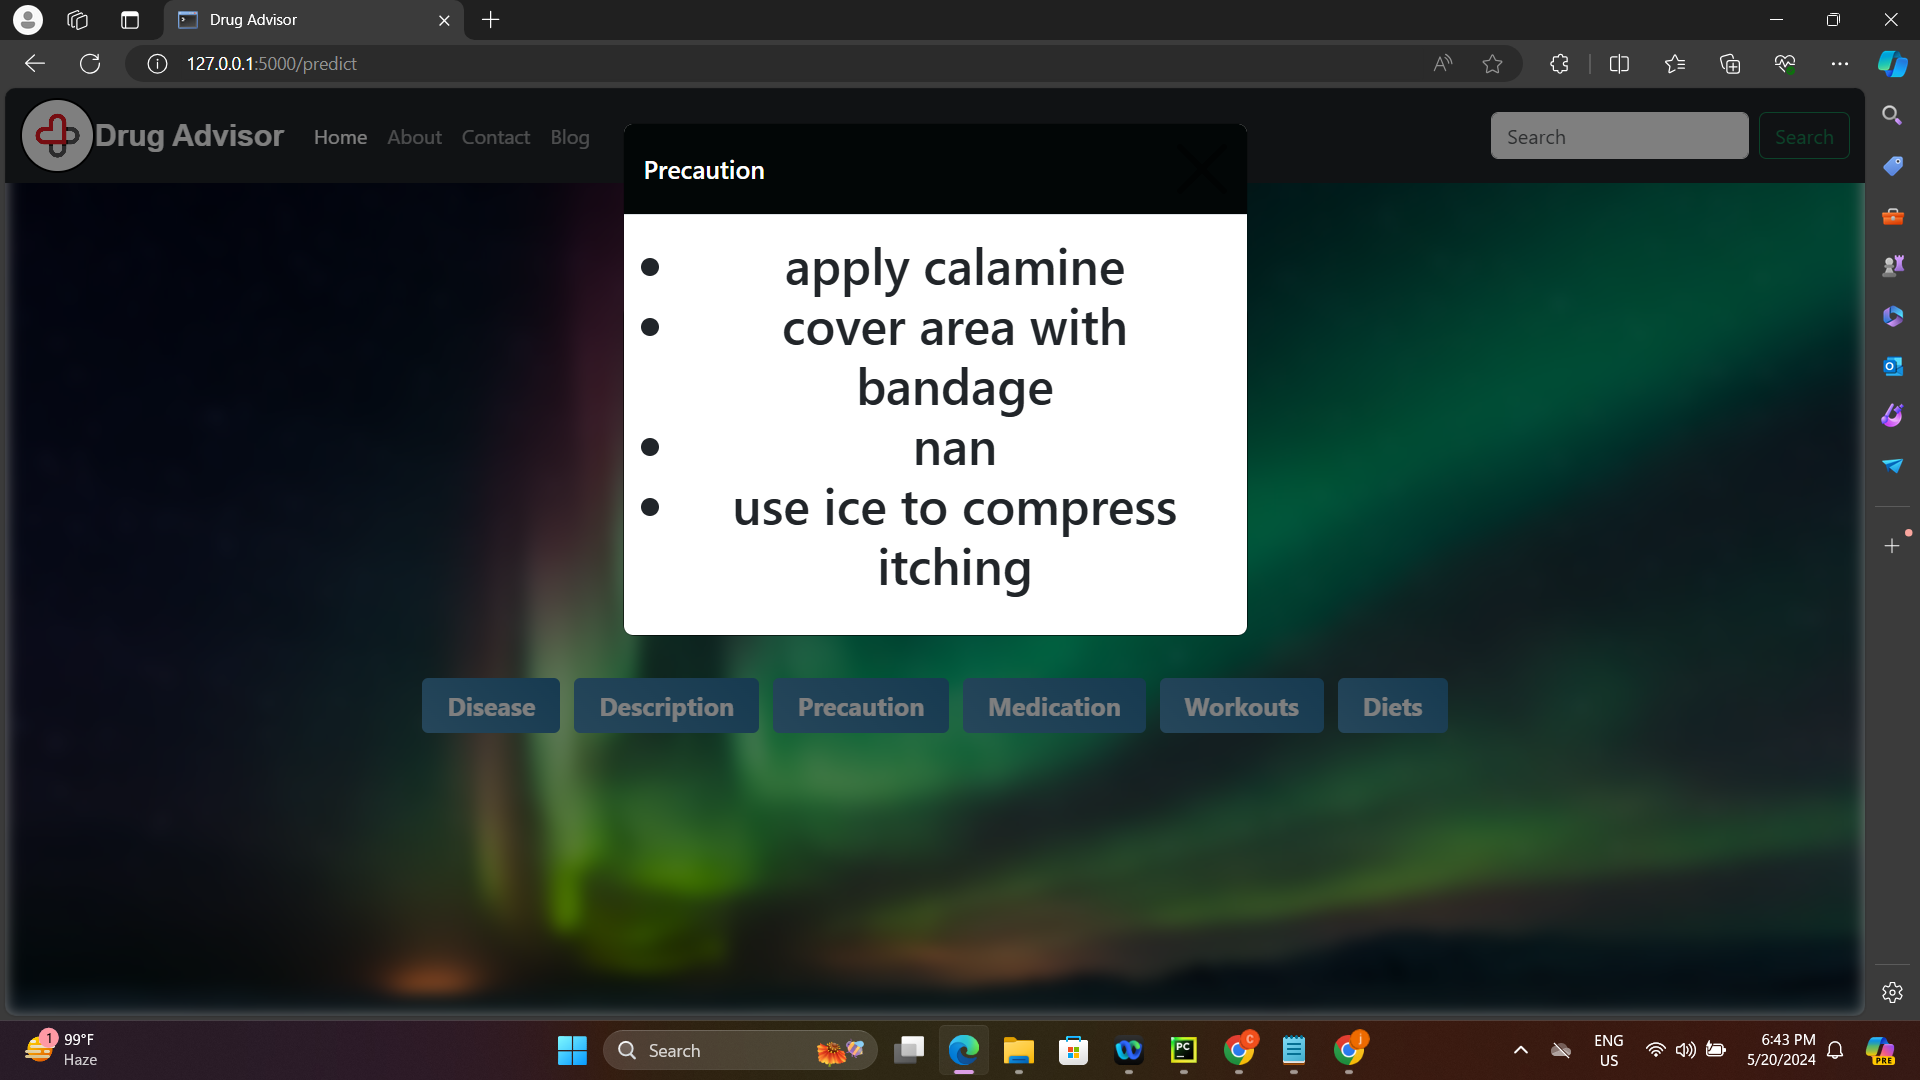 Drug Advisor
127.0.0.1:5000/predict
Drug Advisor
Home
About
Contact
Blog
Search
Search
Precaution
• apply calamine
• cover area with
bandage
• nan
• use ice to compress
itching
Disease
Description
Precaution
Medication
Workouts
Diets
1
99°F
Haze
Search
PC
C
j
ENG
US
6:43 PM
5/20/2024
PRE